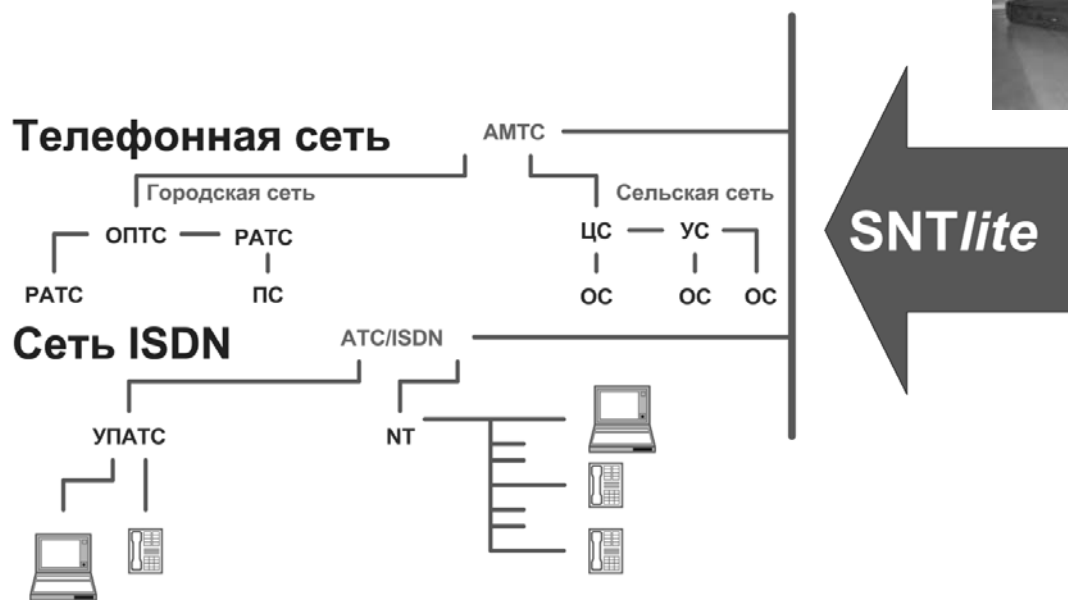 Телефонная сеть
АМТС
Городская сеть
Сельская сеть
ОПТС
РАТС
ЦС
УС
SNTlite
РАТС
ПС
ОС
ОС
ОС
Сеть ISDN
АТС/ISDN
УПАТС
NT